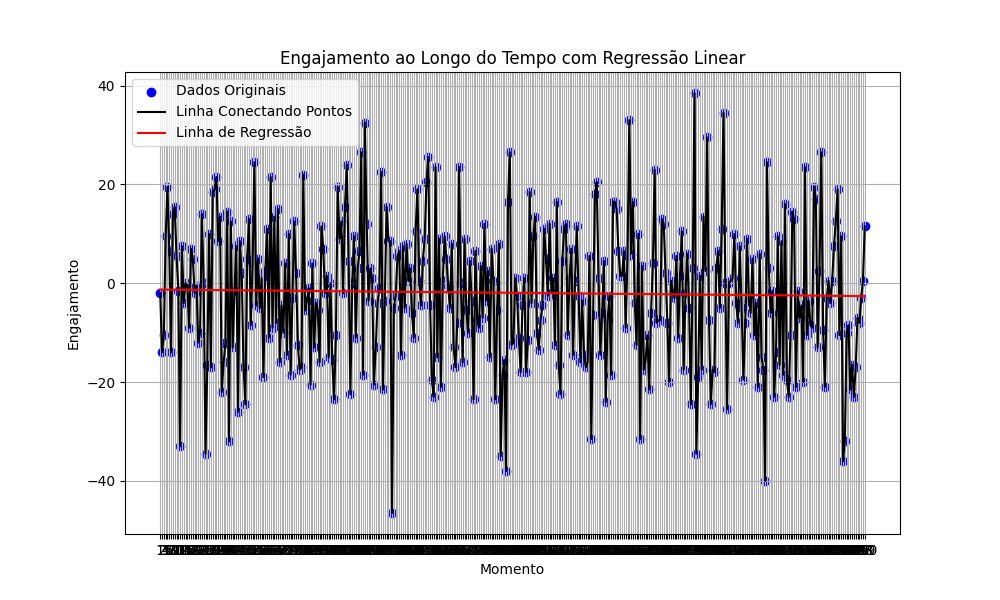 Engajamento ao Longo do Tempo com Regressão Linear
Dados Originais
Linha Conectando Pontos
Linha de Regressão
40
20
0
−20
−40
Engajamento
Momento